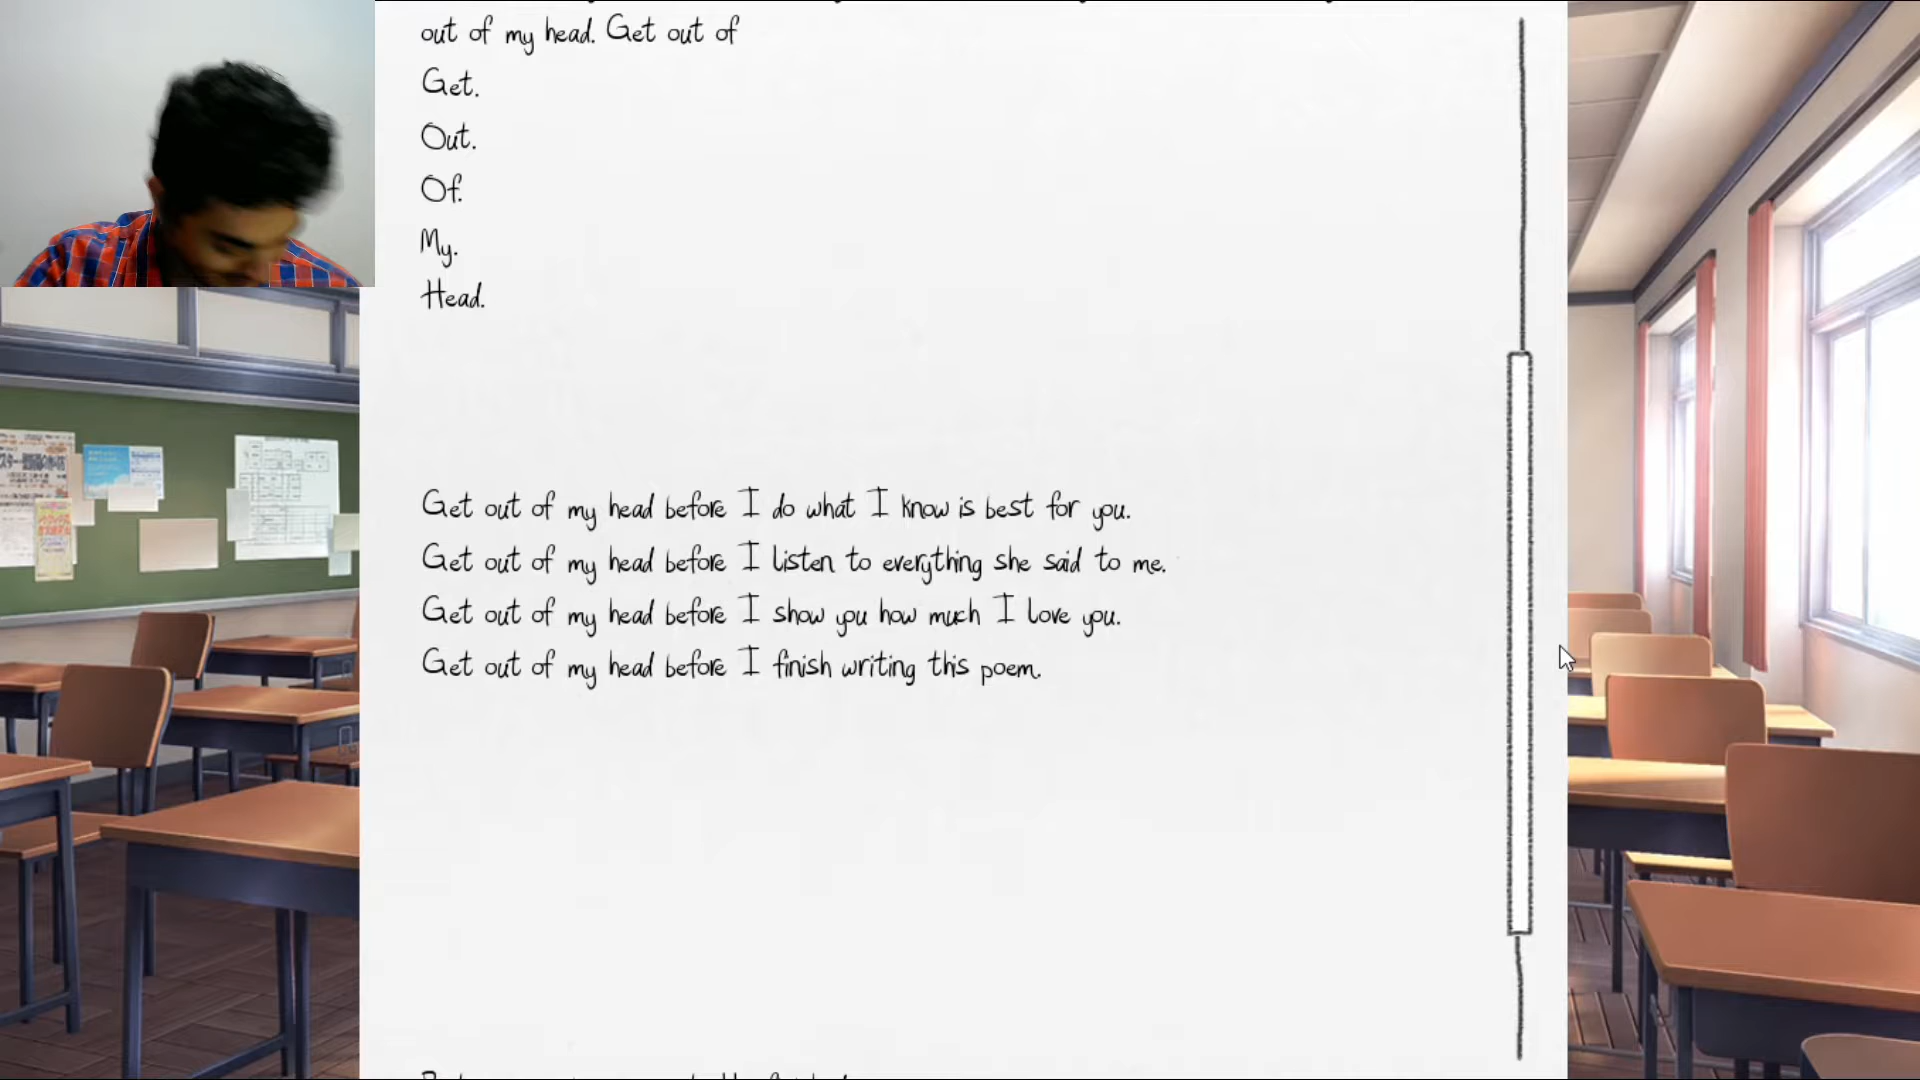 out of my head. Get out of
Get.
Out.
Of.
My.
Head.
Get out of my head before I do what I know is best for you.
Get out of my head before I listen to everything she said to me.
Get out of my head before I show you how much I love you.
Get out of my head before I finish writing this poem.